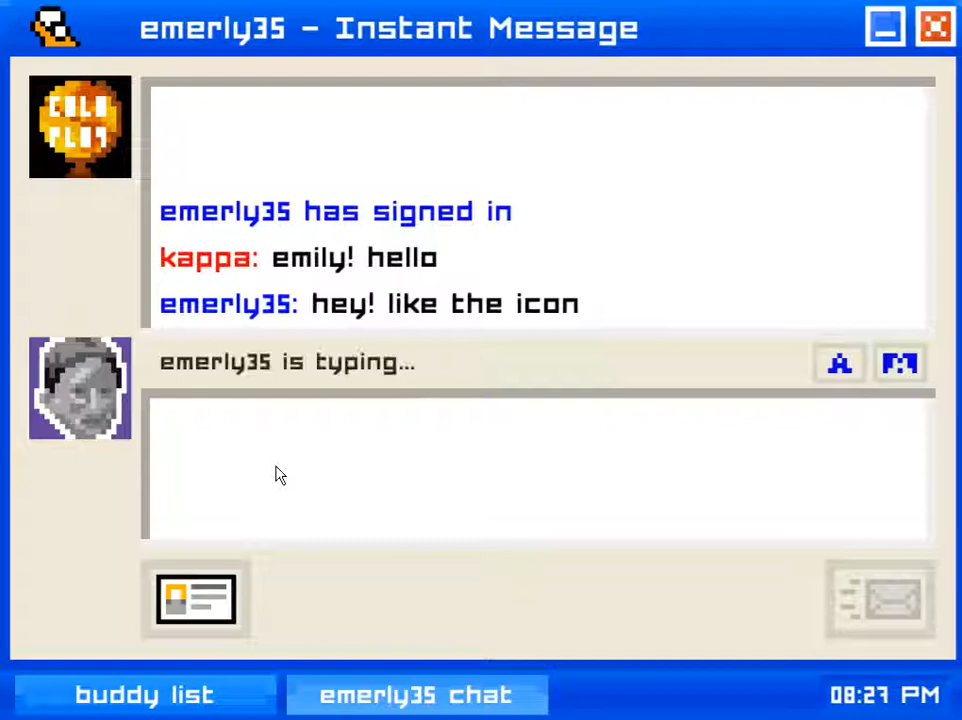 emerly35 – Instant Message
COLD
PLAY
emerly35 has signed in
kappa: emily! hello
emerly35: hey! like the icon
emerly35 is typing...
A
buddy list
emerly35 chat
08:27 PM